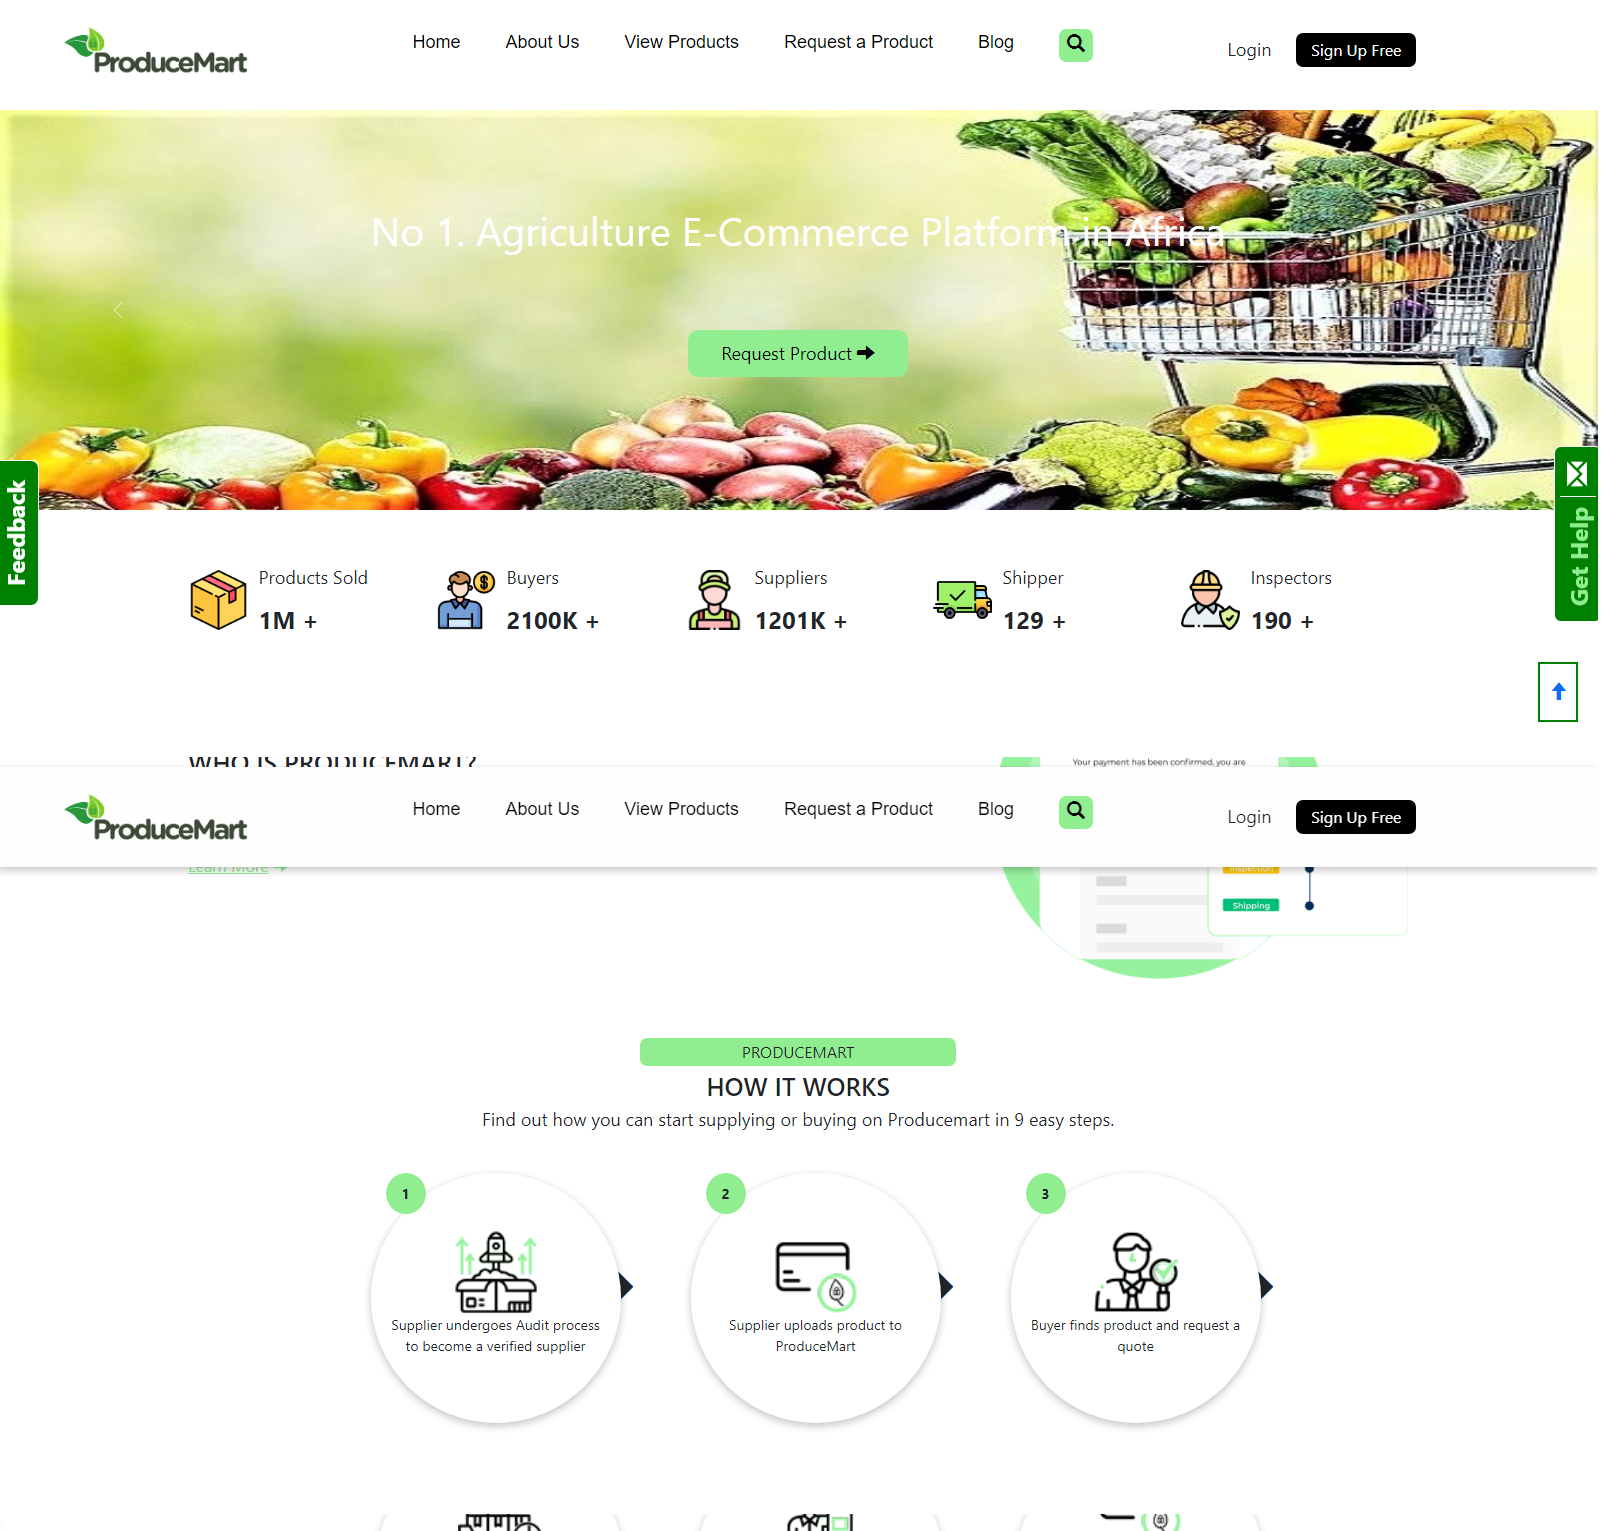 ProduceMart
Home
About Us
View Products
Request a Product
Blog
Login
Sign Up Free
No 1. Agriculture E-Commerce Platform in Africa
Request Product
Feedback
Get Help
Products Sold
1M +
Buyers
2100K +
Suppliers
1201K +
Shipper
129 +
Inspectors
190 +
WHO IS PRODUCEMART?
Your payment has been confirmed, you are
ProduceMart
Home
About Us
View Products
Request a Product
Blog
Login
Sign Up Free
Learn More
Inspection
Shipping
PRODUCEMART
HOW IT WORKS
Find out how you can start supplying or buying on Producemart in 9 easy steps.
1
Supplier undergoes Audit process
to become a verified supplier
2
Supplier uploads product to
ProduceMart
3
Buyer finds product and request a
quote